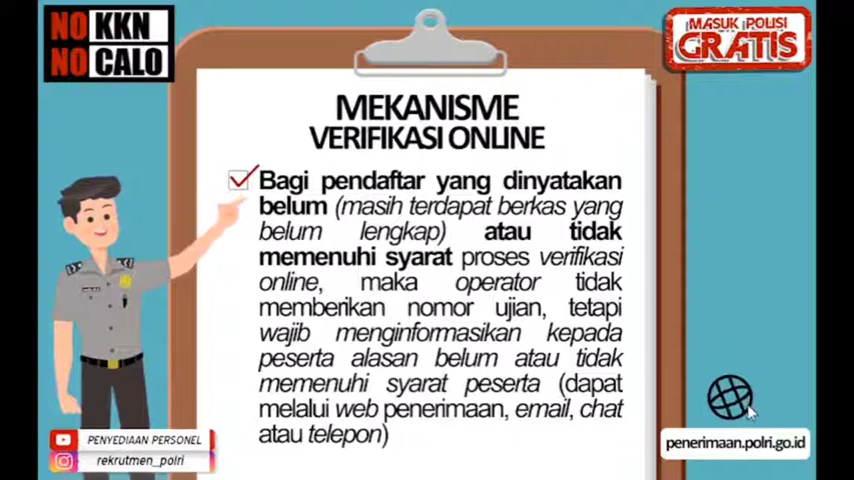 NO KKN
NO CALO
MASUK POLISI
GRATIS
MEKANISME
VERIFIKASI ONLINE
Bagi pendaftar yang dinyatakan
belum (masih terdapat berkas yang
belum lengkap) atau tidak
memenuhi syarat proses verifikasi
online, maka operator tidak
memberikan nomor ujian, tetapi
wajib menginformasikan kepada
peserta alasan belum atau tidak
memenuhi syarat peserta (dapat
melalui web penerimaan, email, chat
atau telepon)
PENYEDIAAN PERSONEL
rekrutmen_polri
penerimaan.polri.go.id